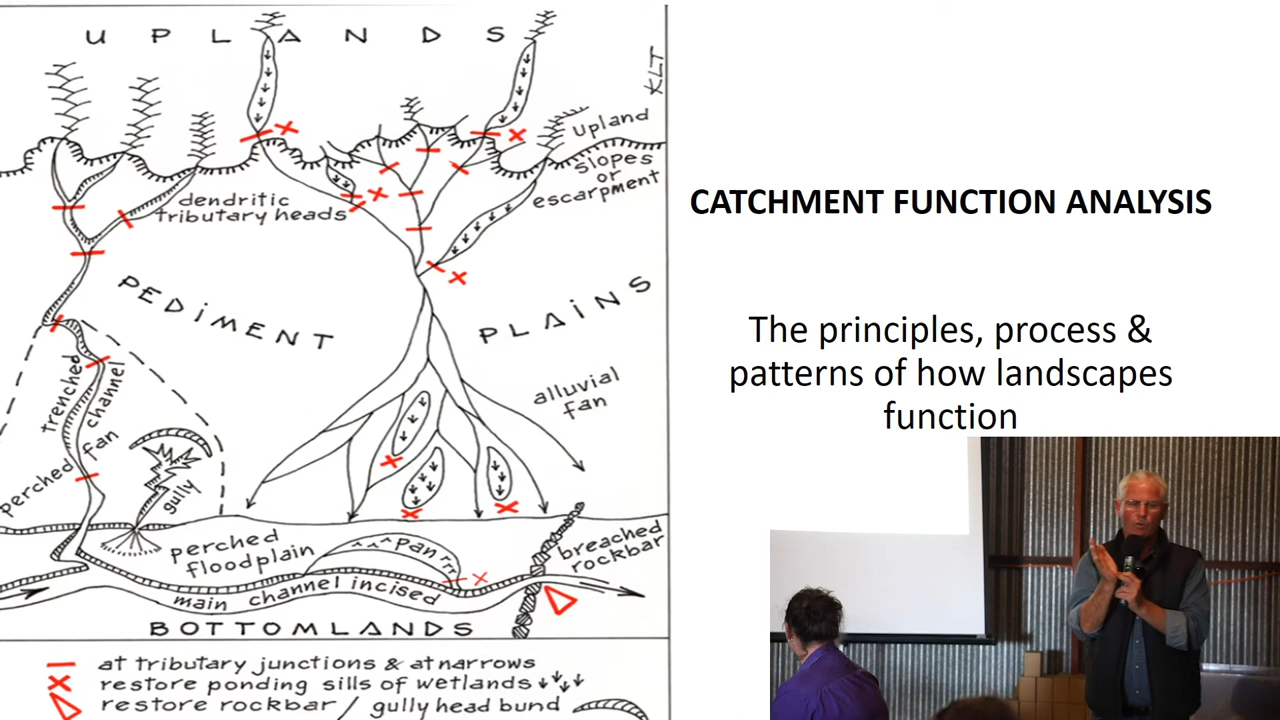 UPLANDS
KLT
upland
slopes
or
escarpment
dendritic
tributary heads
PEDiMENT
PLAiNS
trenched
channel
alluvial
fan
perched
fan
gully
perched
floodplain
pan
breached
rockbar
main channel incised
BOTTOMLANDS
at tributary junctions & at narrows
restore ponding sills of wetlands
restore rockbar / gully head bund
CATCHMENT FUNCTION ANALYSIS
The principles, process &
patterns of how landscapes
function